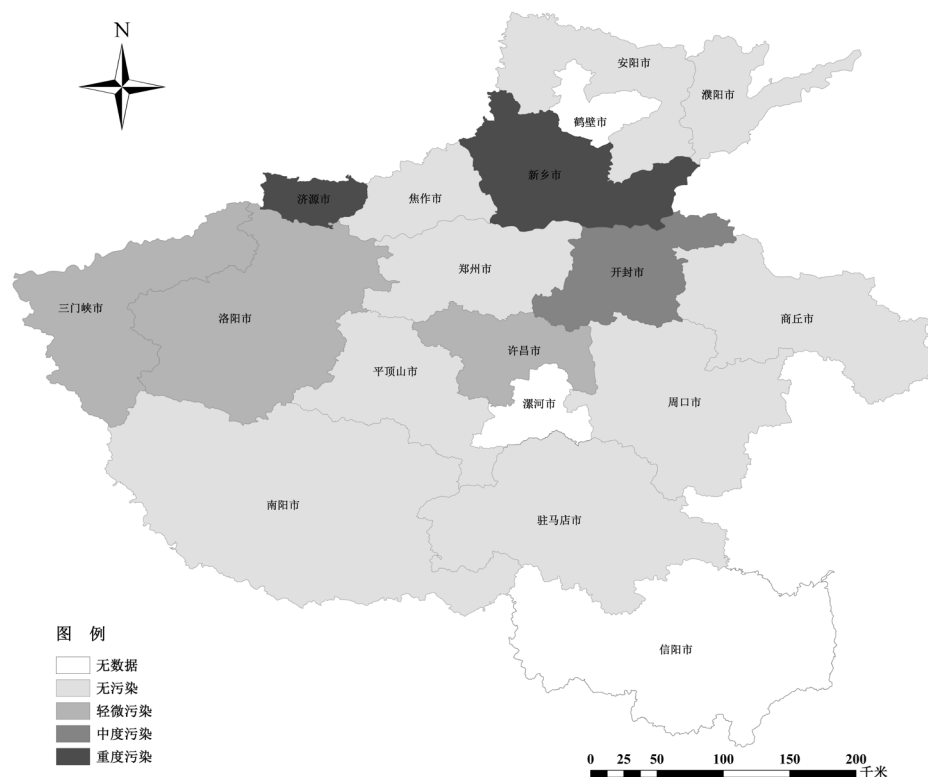 N
安阳市
濮阳市
鹤壁市
新乡市
济源市
焦作市
郑州市
开封市
三门峡市
洛阳市
商丘市
许昌市
平顶山市
漯河市
周口市
南阳市
驻马店市
信阳市
图 例
无数据
无污染
轻微污染
中度污染
重度污染
0 25 50 100 150 200
千米